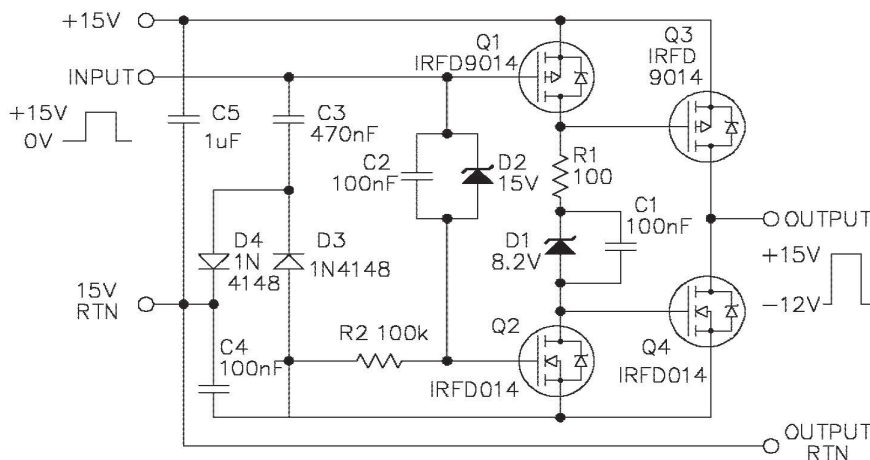 +15V
INPUT
+15V
0V
C5
1uF
C3
470nF
C2
100nF
D2
15V
Q1
IRFD9014
Q3
IRFD
9014
R1
100
C1
100nF
D1
8.2V
D4
1N
4148
D3
1N4148
15V
RTN
C4
100nF
R2 100k
Q2
IRFD014
Q4
IRFD014
OUTPUT
+15V
-12V
OUTPUT
RTN